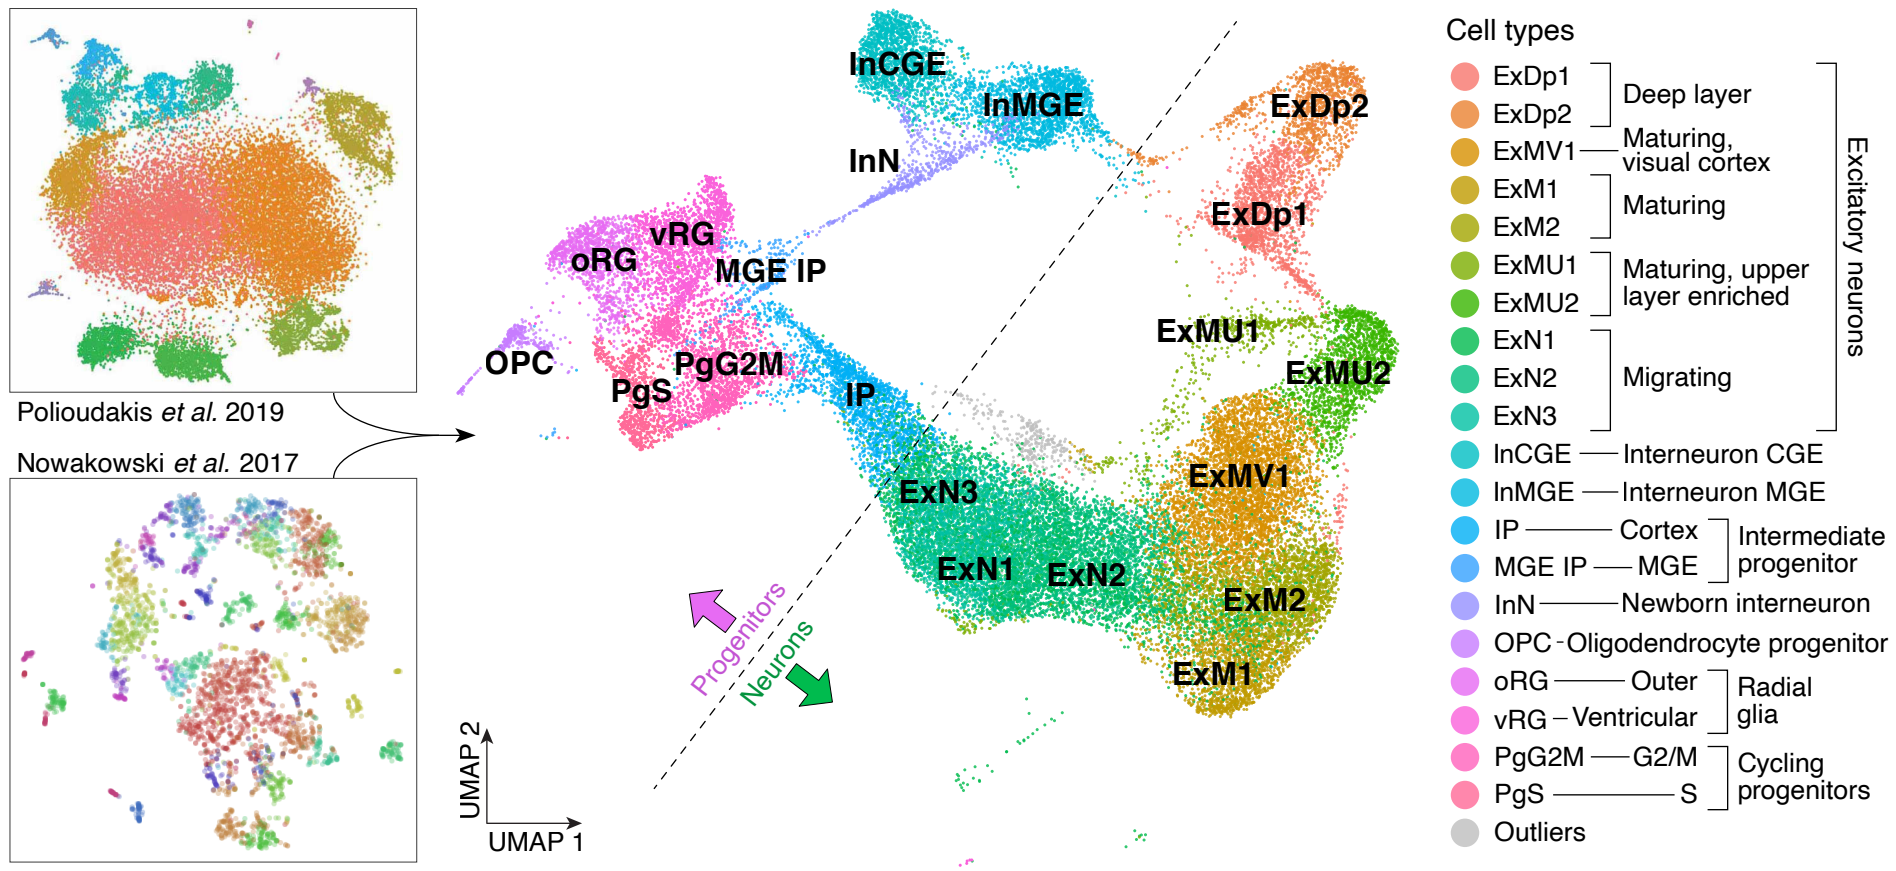 Polioudakis et al. 2019
Nowakowski et al. 2017
InCGE
InMGE
InN
ExDp2
ExDp1
vRG
oRG
MGE IP
OPC
PgG2M
PgS
IP
ExMU1
ExMU2
ExMV1
ExN3
ExN1
ExN2
ExM2
ExM1
Progenitors
Neurons
UMAP 2
UMAP 1
Cell types
ExDp1
ExDp2
Deep layer
ExMV1
Maturing,
visual cortex
ExM1
ExM2
Maturing
ExMU1
ExMU2
Maturing, upper
layer enriched
ExN1
ExN2
ExN3
Migrating
Excitatory neurons
InCGE Interneuron CGE
InMGE Interneuron MGE
IP Cortex
MGE IP MGE
Intermediate
progenitor
InN Newborn interneuron
OPC Oligodendrocyte progenitor
oRG Outer
vRG Ventricular
Radial
glia
PgG2M G2/M
PgS S
Cycling
progenitors
Outliers